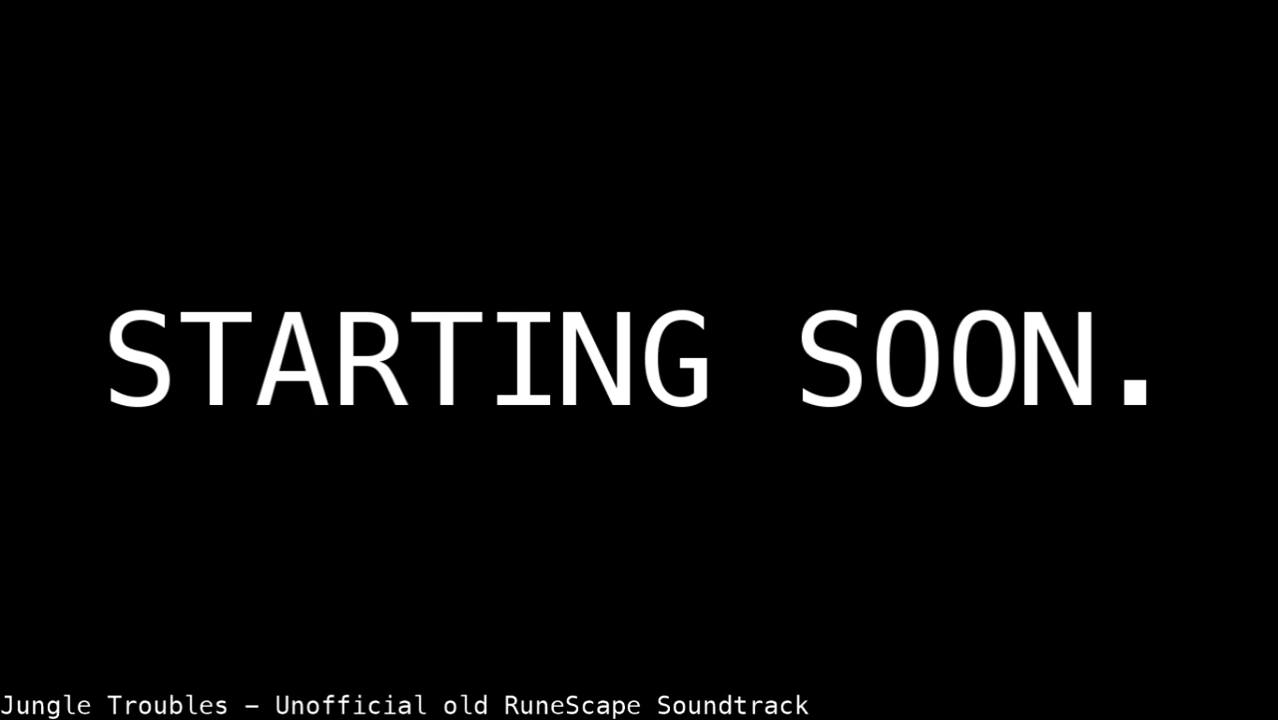 STARTING SOON.
Jungle Troubles – Unofficial old RuneScape Soundtrack